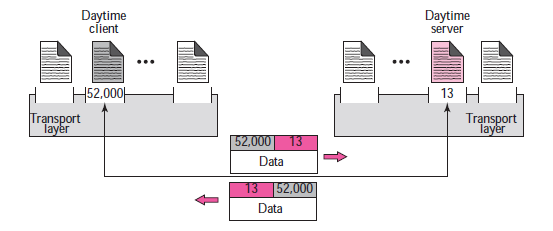 Daytime
client
Daytime
server
52,000
13
Transport
layer
Transport
layer
52,000 13
Data
13 52,000
Data